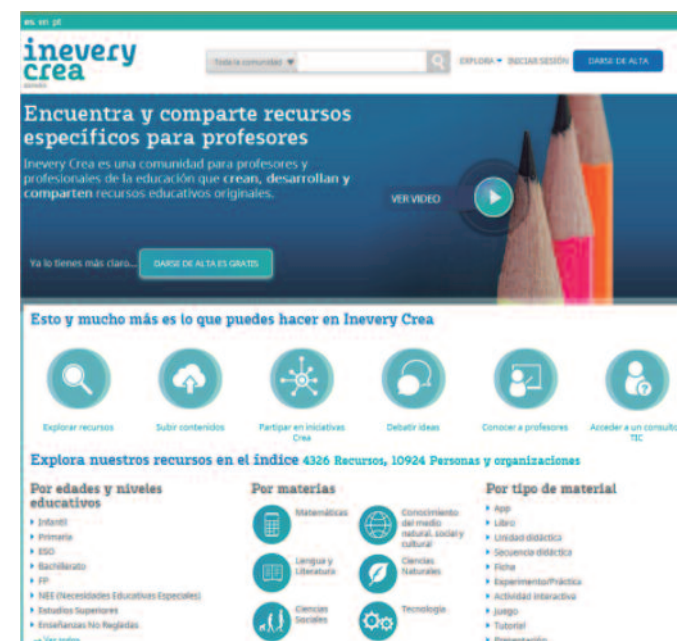 es en pt
inevery
crea
Toda la comunidad
EXPLORA INICIAR SESIÓN DARSE DE ALTA
Encuentra y comparte recursos
específicos para profesores
Inevery Crea es una comunidad para profesores y
profesionales de la educación que crean, desarrollan y
comparten recursos educativos originales.
VER VIDEO
Ya lo tienes más claro... DARSE DE ALTA ES GRATIS
Esto y mucho más es lo que puedes hacer en Inevery Crea
Explorar recursos
Subir contenidos
Partipar en iniciativas
Crea
Debatir ideas
Conocer a profesores
Acceder a un consulto
TIC
Explora nuestros recursos en el índice 4326 Recursos, 10924 Personas y organizaciones
Por edades y niveles
educativos
Infantil
Primaria
ESO
Bachillerato
FP
NEE (Necesidades Educativas Especiales)
Estudios Superiores
Enseñanzas No Regladas
Ver todos
Por materias
Matemáticas
Conocimiento
del medio
natural, social y
cultural
Lengua y
Literatura
Ciencias
Naturales
Ciencias
Sociales
Tecnología
Por tipo de material
App
Libro
Unidad didáctica
Secuencia didáctica
Ficha
Experimento/Práctica
Actividad interactiva
Juego
Tutorial
Presentación